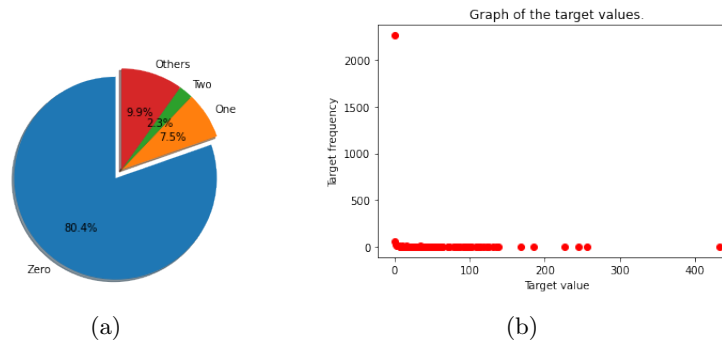 Others
Two
One
9.9%
2.3%
7.5%
80.4%
Zero
(a)
Graph of the target values.
Target frequency
2000
1500
1000
500
0
0 100 200 300 400
Target value
(b)